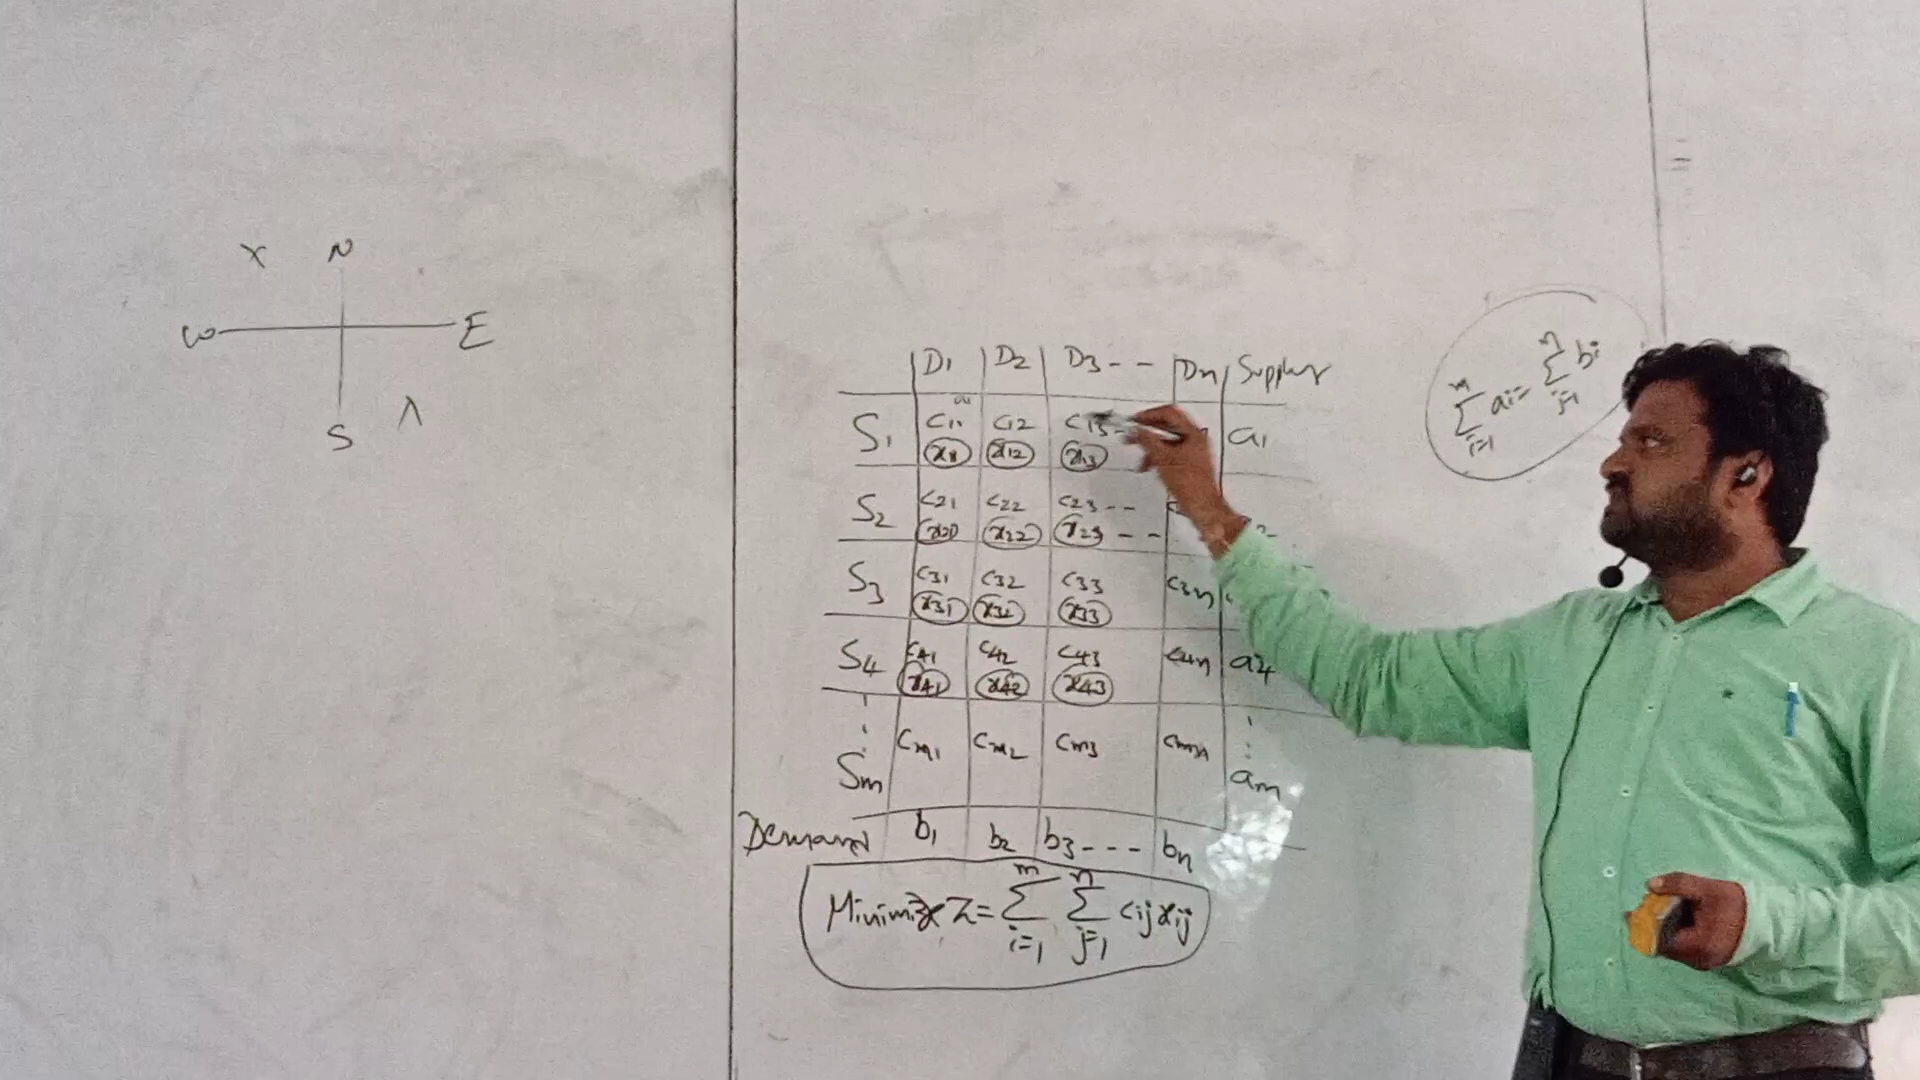 X N
W E
S λ
D1 D2 D3 - - Dn Supply
S1 C11 C12 C13 a1
x11 x12 x13
S2 C21 C22 C23 - -
x21 x22 x23 - - -
S3 C31 C32 C33 C3n
x31 x32 x33
S4 C41 C42 C43 C4n a4
x41 x42 x43
Sm Cm1 Cm2 Cm3 Cmn am
Demand b1 b2 b3 - - - - bn
Minimize Z = m∑i=1 n∑j=1 cij xij
m∑i=1 ai = n∑j=1 bj